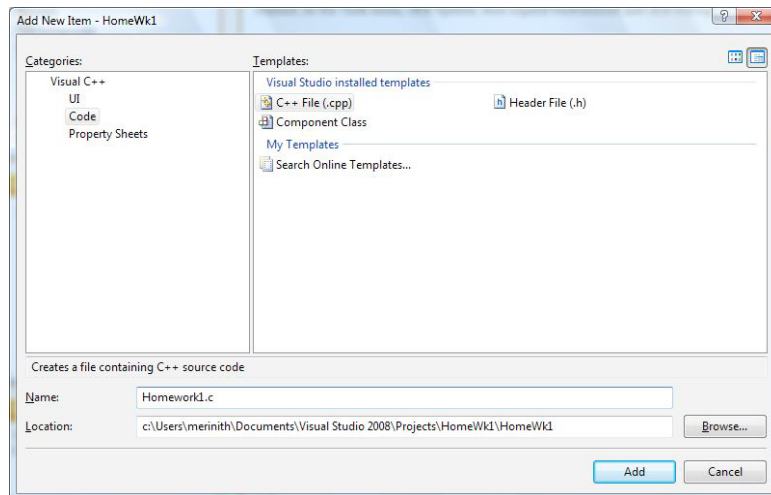 Add New Item - HomeWk1
Categories:
Templates:
Visual C++
UI
Code
Property Sheets
Visual Studio installed templates
C++ File (.cpp)
Header File (.h)
Component Class
My Templates
Search Online Templates...
Creates a file containing C++ source code
Name:
Homework1.c
Location:
c:\Users\merinith\Documents\Visual Studio 2008\Projects\HomeWk1\HomeWk1
Browse...
Add
Cancel